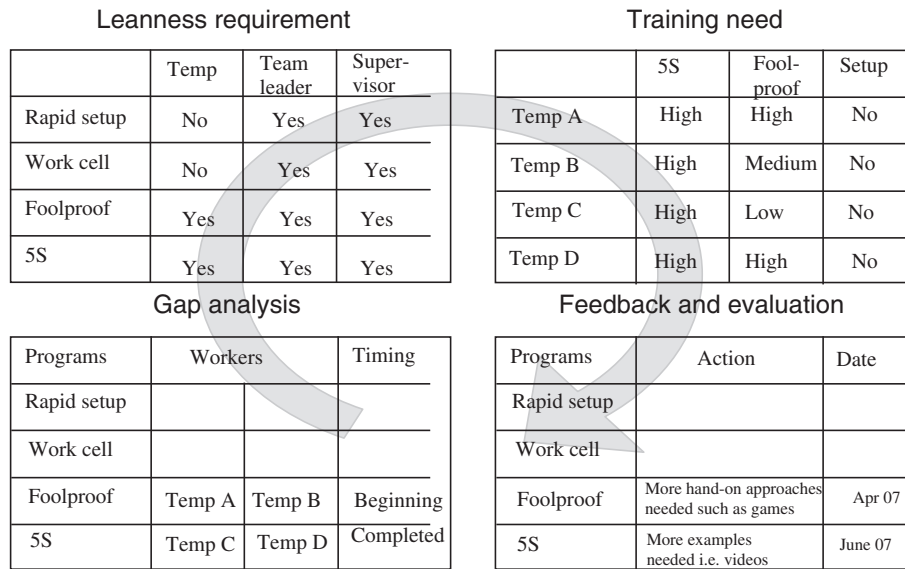 Leanness requirement
Temp Team leader Super-visor
Rapid setup No Yes Yes
Work cell No Yes Yes
Foolproof Yes Yes Yes
5S Yes Yes Yes
Training need
5S Fool-proof Setup
Temp A High High No
Temp B High Medium No
Temp C High Low No
Temp D High High No
Gap analysis
Programs Workers Timing
Rapid setup
Work cell
Foolproof Temp A Temp B Beginning
5S Temp C Temp D Completed
Feedback and evaluation
Programs Action Date
Rapid setup
Work cell
Foolproof More hand-on approaches needed such as games Apr 07
5S More examples needed i.e. videos June 07